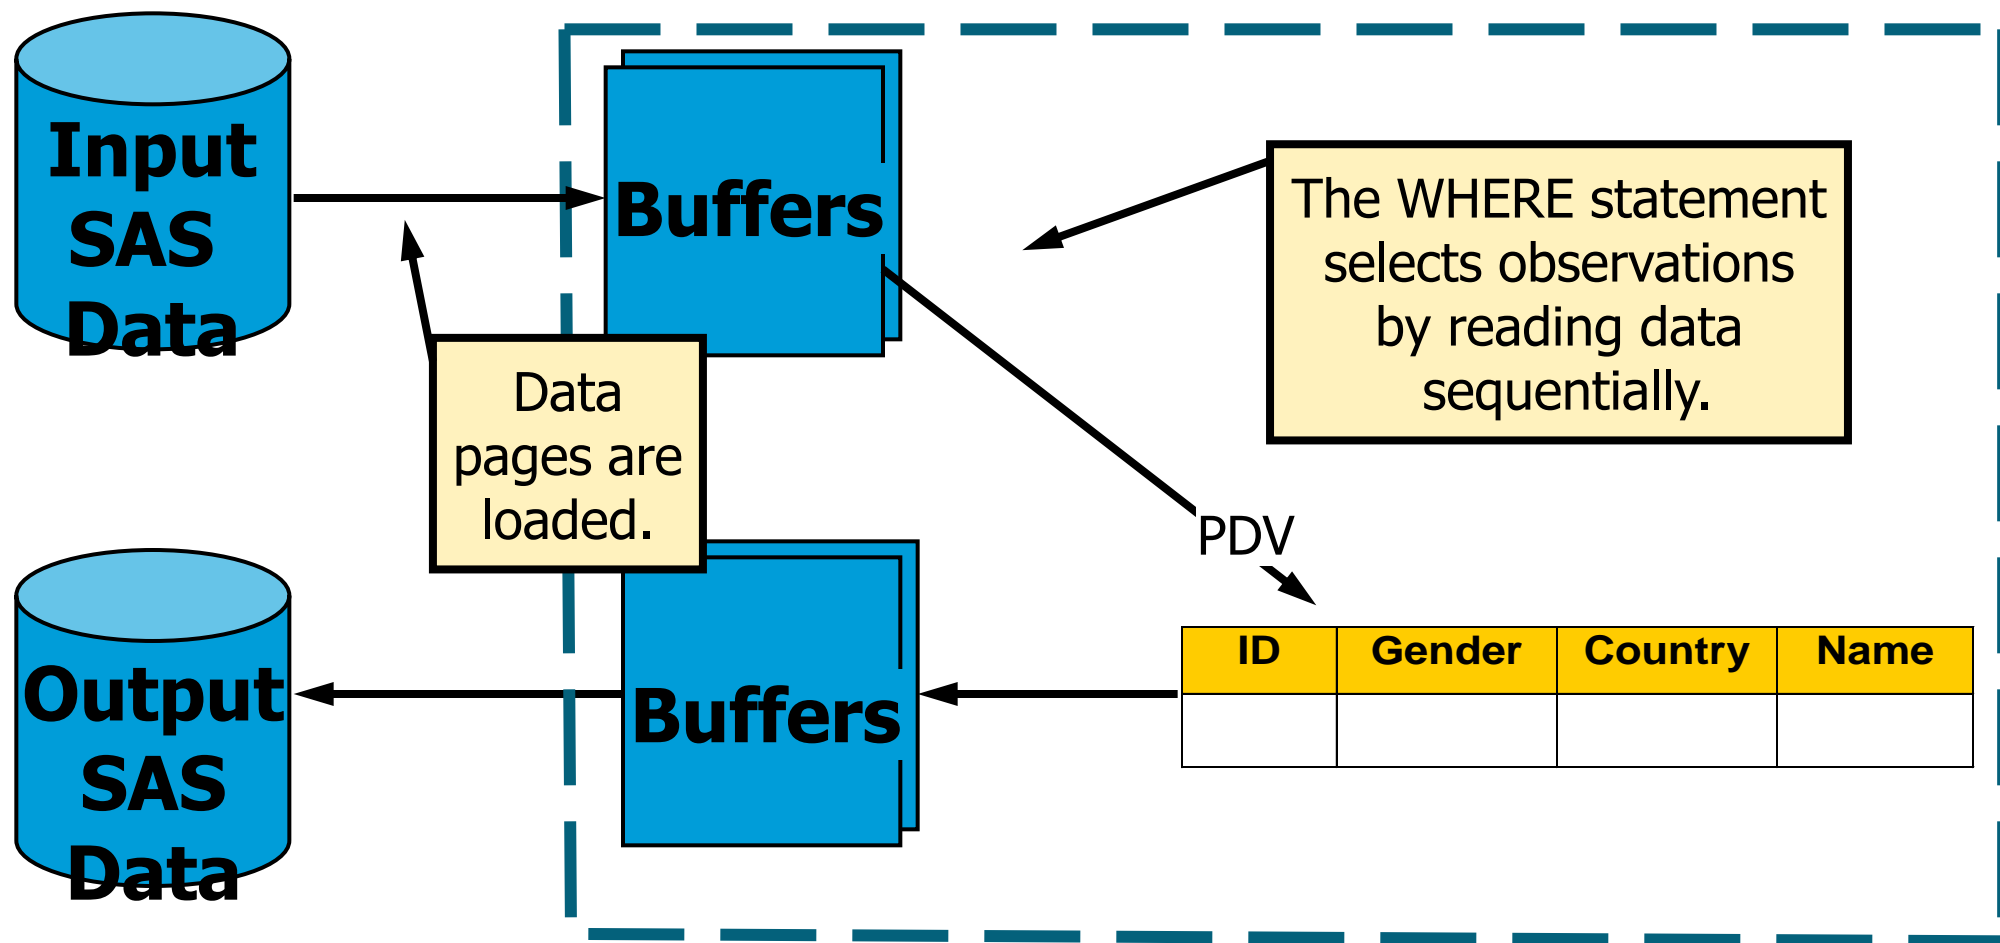 Input
SAS
Data
Buffers
The WHERE statement
selects observations
by reading data
sequentially.
Data
pages are
loaded.
PDV
ID Gender Country Name
Output
SAS
Data
Buffers